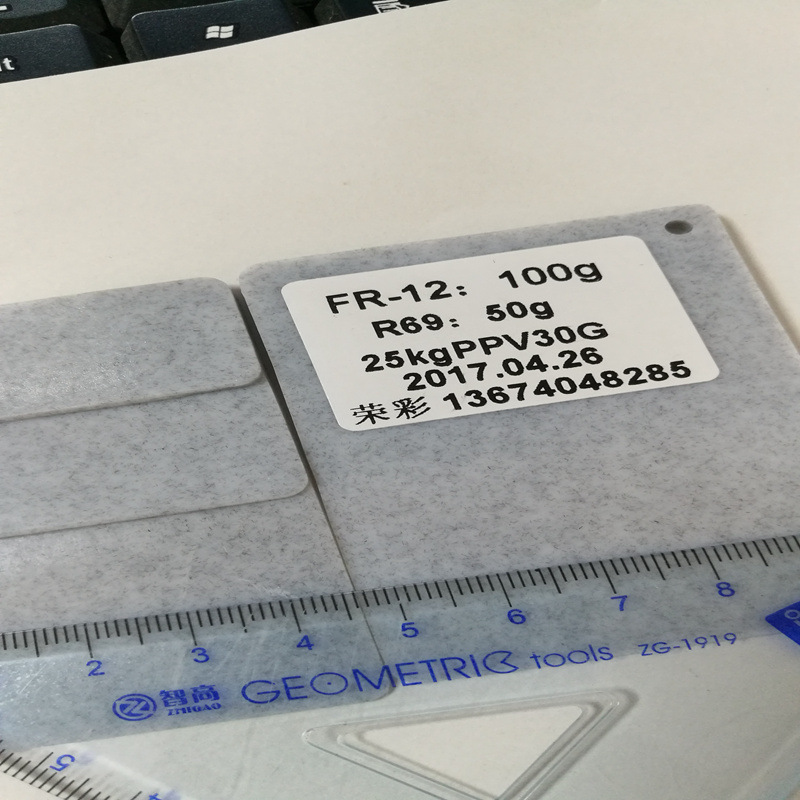 FR-12: 100g
R69: 50g
25kgPPV30G
2017.04.26
荣彩 13674048285
2 3 4 5 6 7 8
智高 ZHIGAO GEOMETRIC tools ZG-1919
5